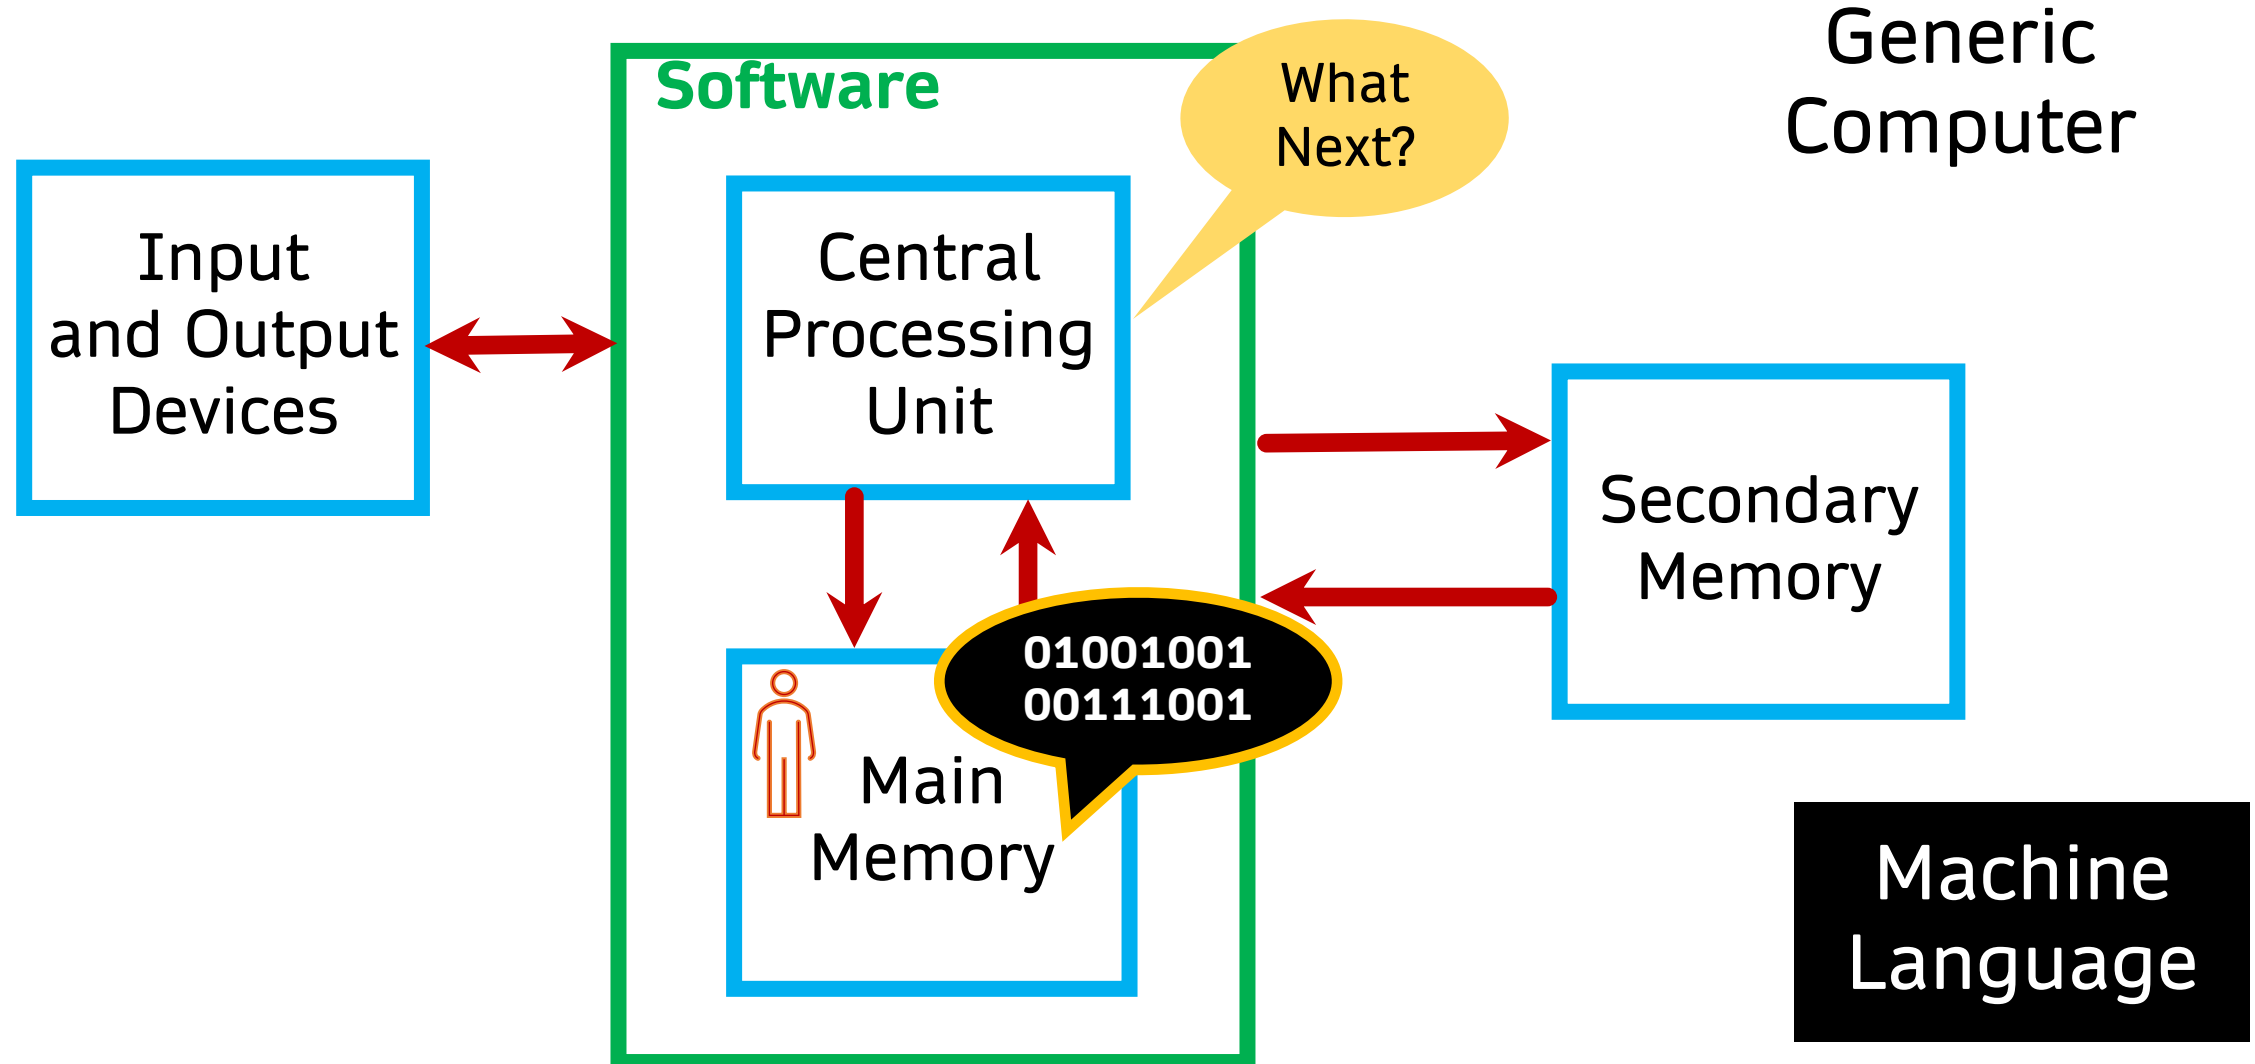 Generic
Computer
Software
What
Next?
Input
and Output
Devices
Central
Processing
Unit
Secondary
Memory
01001001
00111001
Main
Memory
Machine
Language